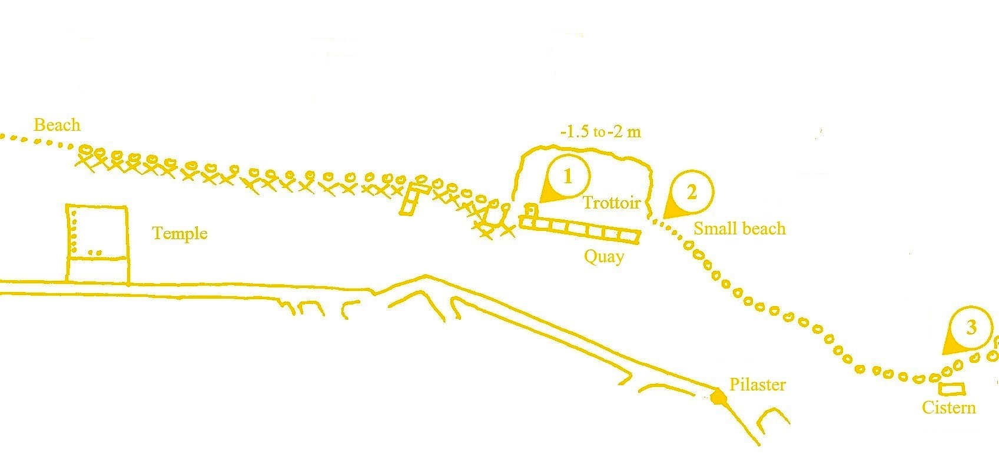 Beach
-1.5 to -2 m
1
Trottoir
2
Small beach
Temple
Quay
3
Pilaster
Cistern